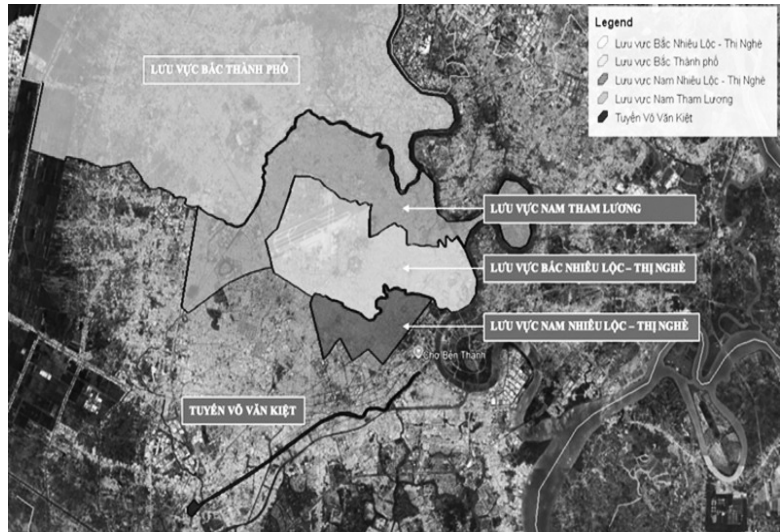 LƯU VỰC BẮC THÀNH PHỐ
Legend
Lưu vực Bắc Nhiêu Lộc - Thị Nghè
Lưu vực Bắc Thành phố
Lưu vực Nam Nhiêu Lộc - Thị Nghè
Lưu vực Nam Tham Lương
Tuyến Võ Văn Kiệt
LƯU VỰC NAM THAM LƯƠNG
LƯU VỰC BẮC NHIÊU LỘC – THỊ NGHÈ
LƯU VỰC NAM NHIÊU LỘC – THỊ NGHÈ
Chợ Bến Thành
TUYẾN VÕ VĂN KIỆT